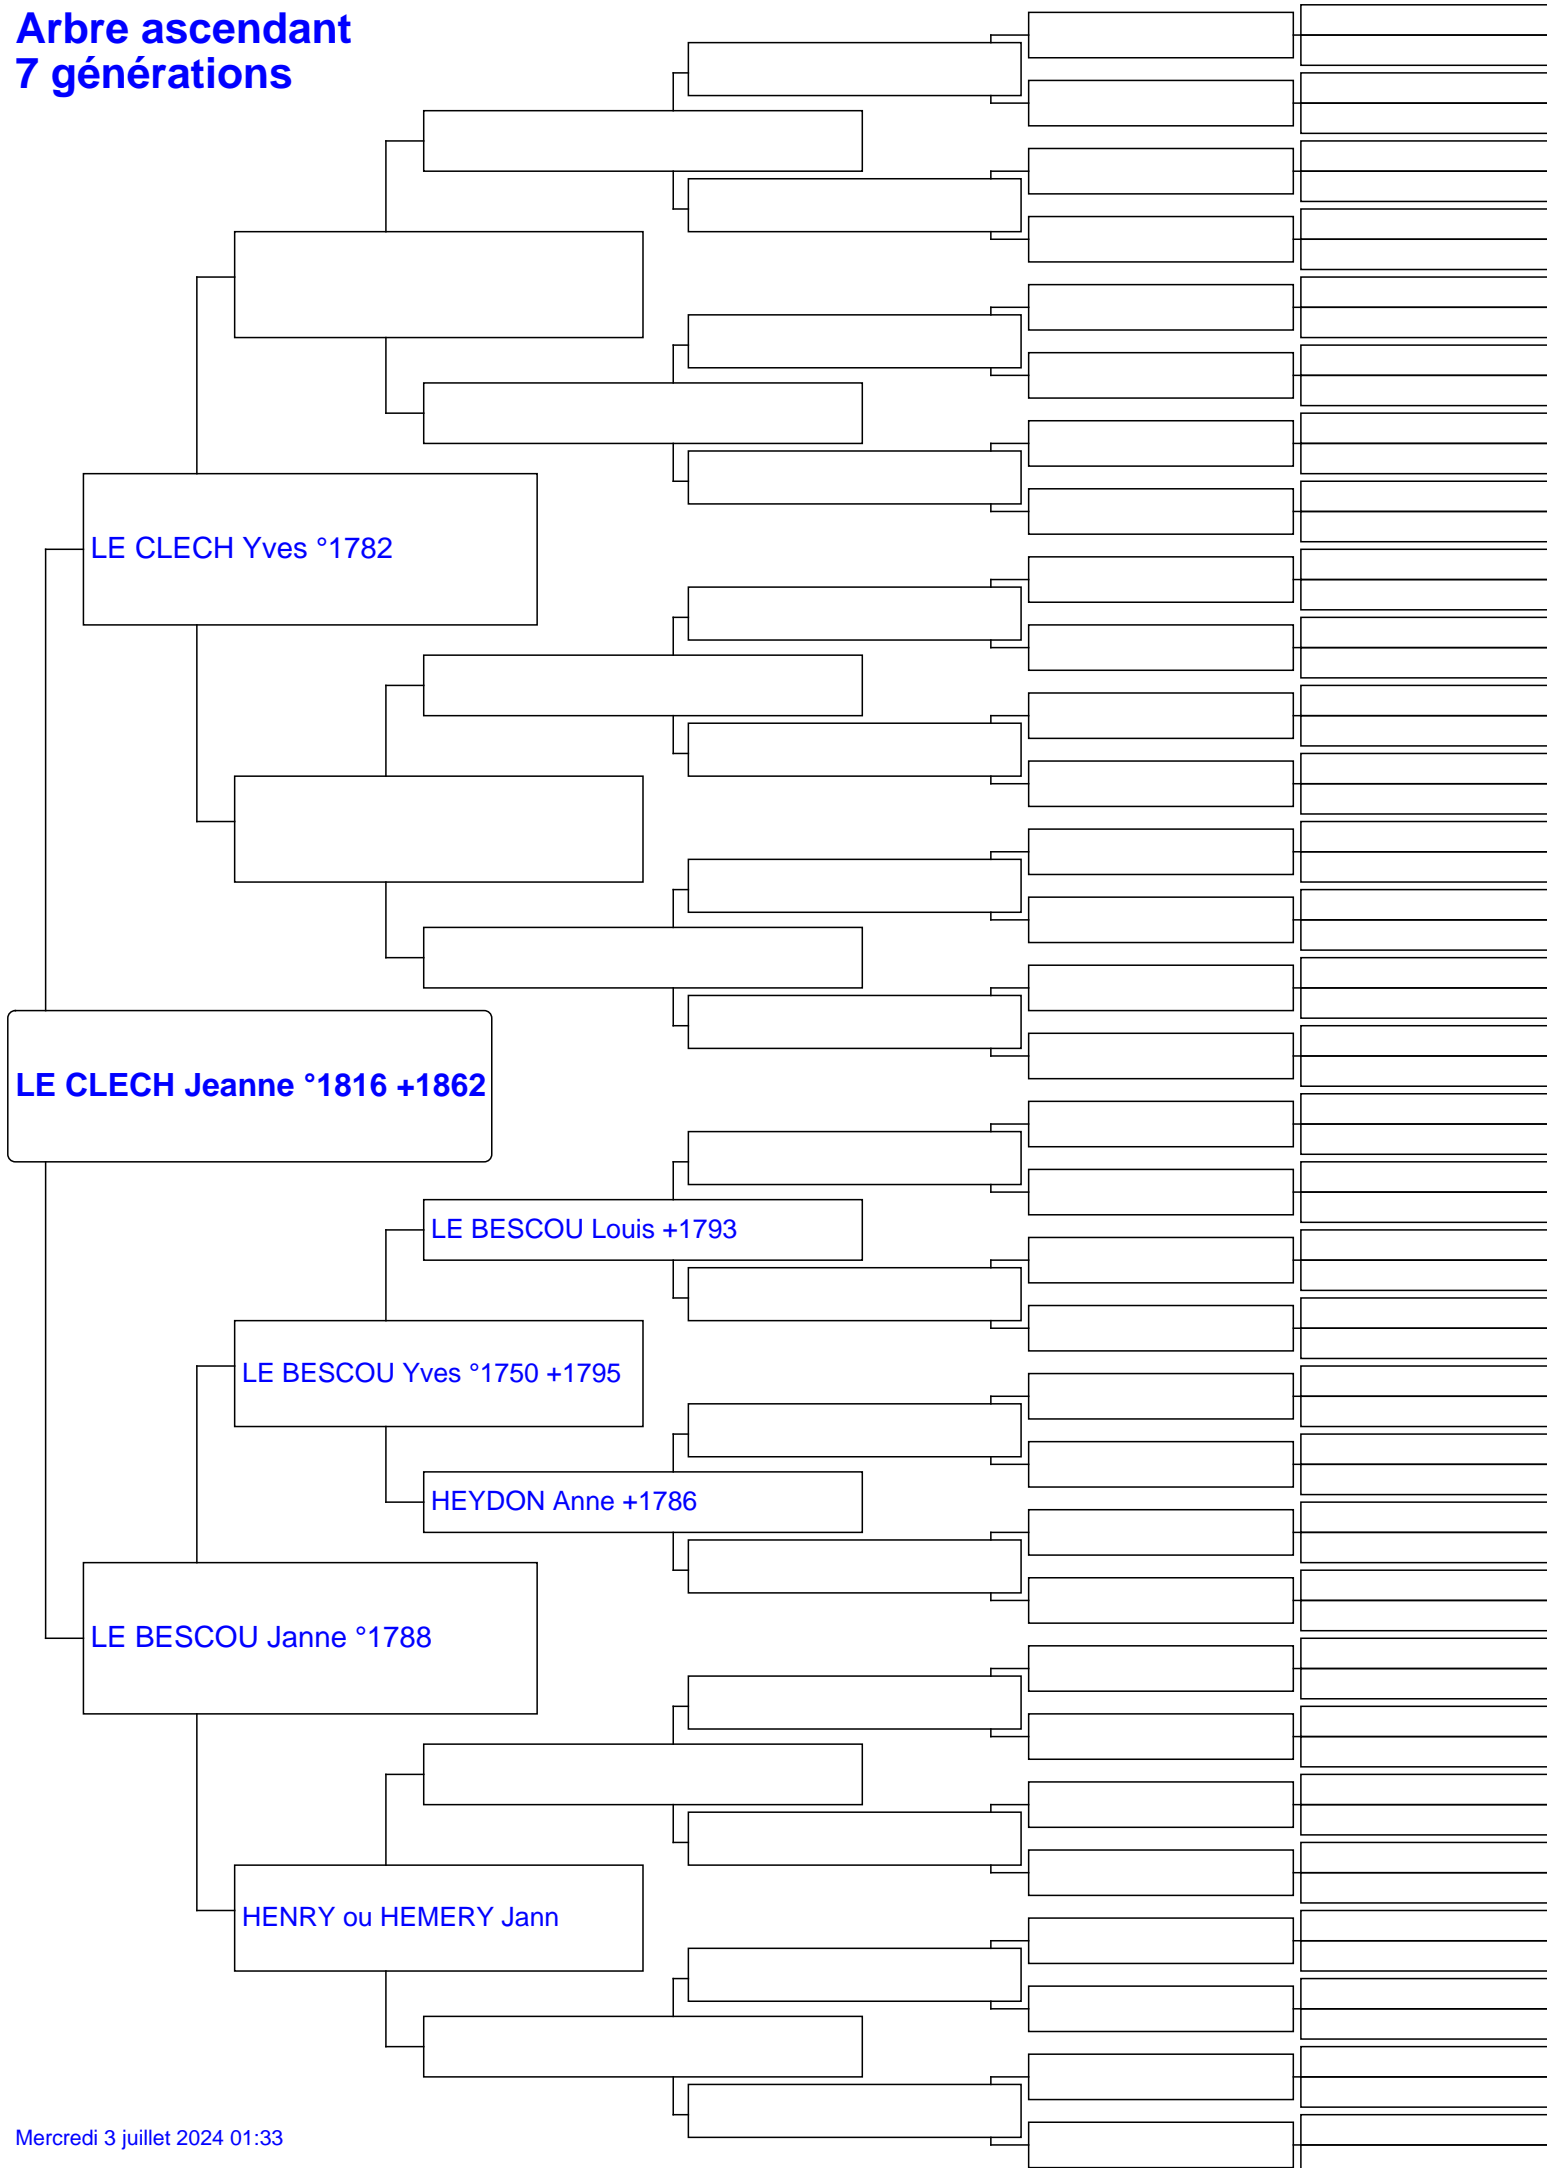 Arbre ascendant
7 générations
LE CLECH Yves °1782
LE CLECH Jeanne °1816 +1862
LE BESCOU Louis +1793
LE BESCOU Yves °1750 +1795
HEYDON Anne +1786
LE BESCOU Janne °1788
HENRY ou HEMERY Jann
Mercredi 3 juillet 2024 01:33